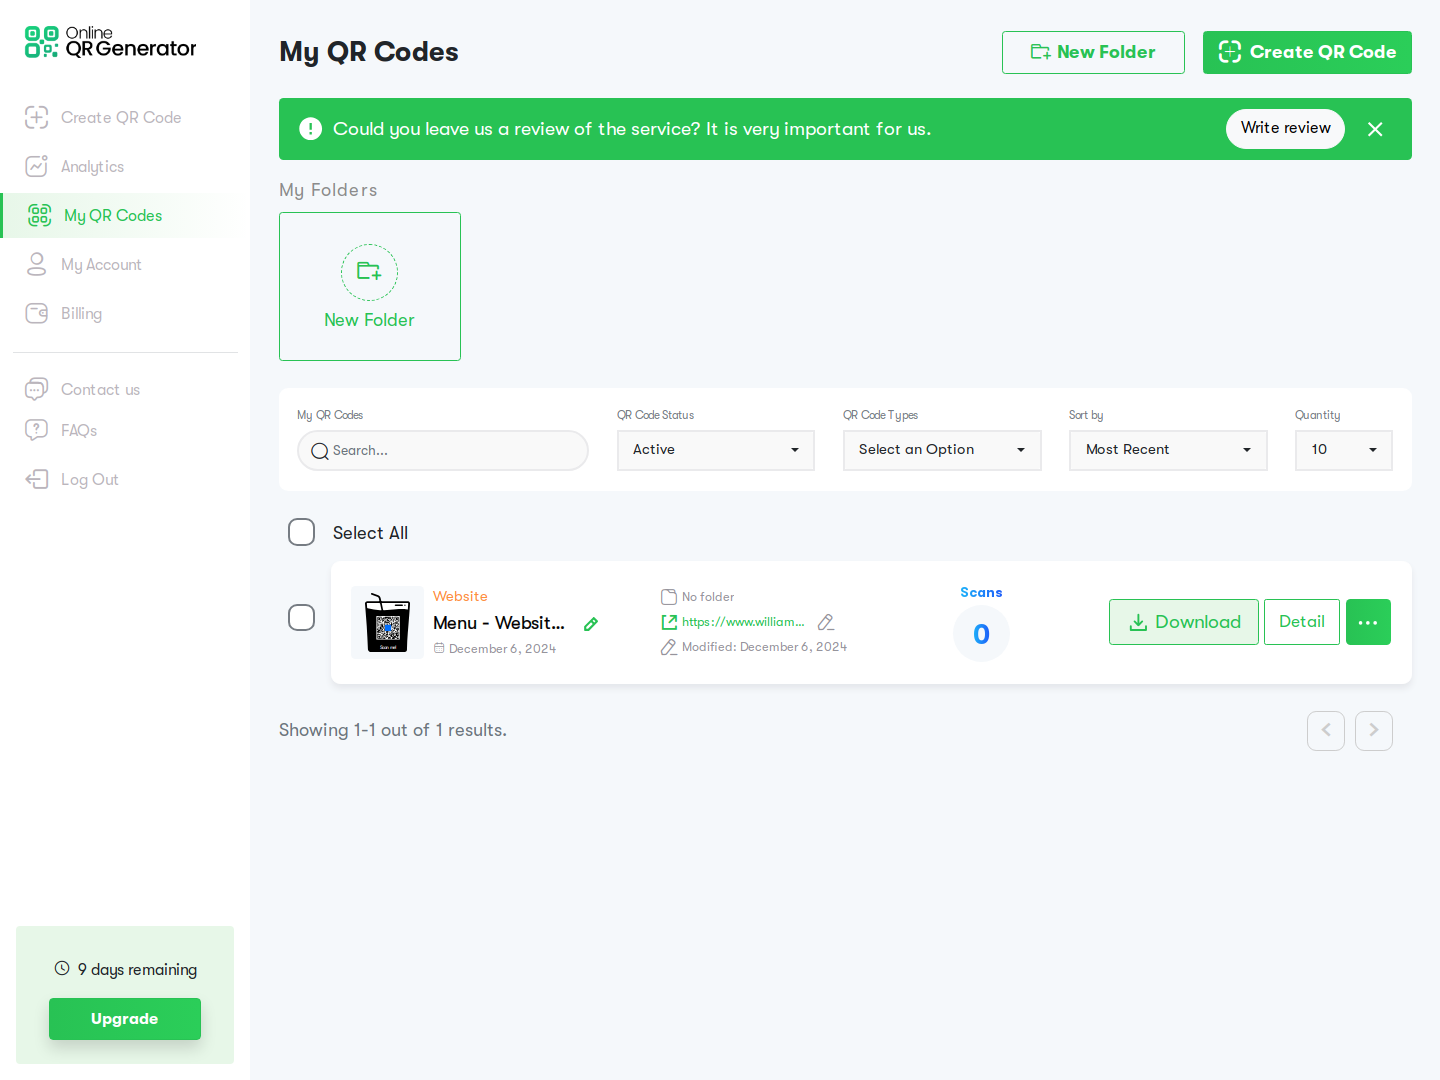 Online
QR Generator
Create QR Code
Analytics
My QR Codes
My Account
Billing
Contact us
FAQs
Log Out
9 days remaining
Upgrade
My QR Codes
New Folder
Create QR Code
Could you leave us a review of the service? It is very important for us.
Write review
My Folders
New Folder
My QR Codes
Search...
QR Code Status
Active
QR Code Types
Select an Option
Sort by
Most Recent
Quantity
10
Select All
Scan me!
Website
Menu - Websit...
December 6, 2024
No folder
https://www.william...
Modified: December 6, 2024
Scans
0
Download
Detail
...
Showing 1-1 out of 1 results.